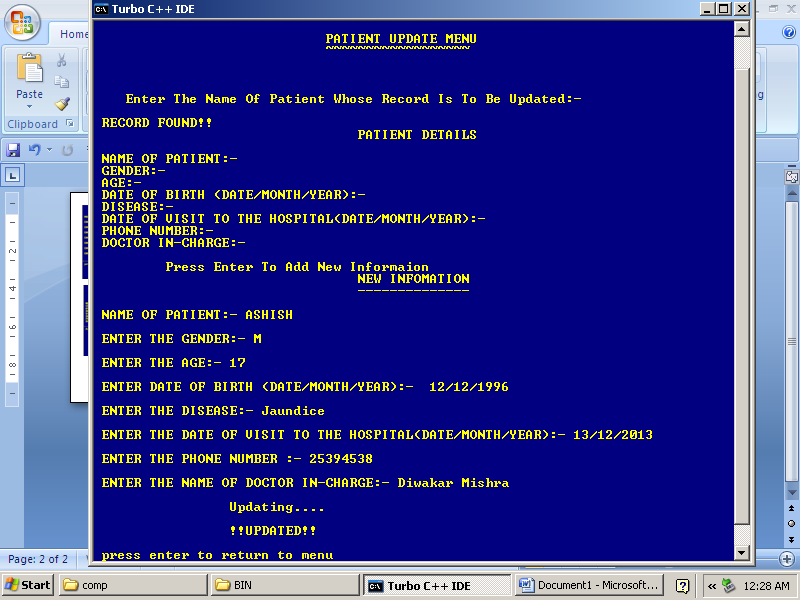 Turbo C++ IDE
Home
Paste
Clipboard
PATIENT UPDATE MENU
Enter The Name Of Patient Whose Record Is To Be Updated:-
RECORD FOUND!!
PATIENT DETAILS
NAME OF PATIENT:-
GENDER:-
AGE:-
DATE OF BIRTH (DATE/MONTH/YEAR):-
DISEASE:-
DATE OF VISIT TO THE HOSPITAL(DATE/MONTH/YEAR):-
PHONE NUMBER:-
DOCTOR IN-CHARGE:-
Press Enter To Add New Informaion
NEW INFOMATION
--------------
NAME OF PATIENT:- ASHISH
ENTER THE GENDER:- M
ENTER THE AGE:- 17
ENTER DATE OF BIRTH (DATE/MONTH/YEAR):-  12/12/1996
ENTER THE DISEASE:- Jaundice
ENTER THE DATE OF VISIT TO THE HOSPITAL(DATE/MONTH/YEAR):- 13/12/2013
ENTER THE PHONE NUMBER :- 25394538
ENTER THE NAME OF DOCTOR IN-CHARGE:- Diwakar Mishra
Updating....
!!UPDATED!!
press enter to return to menu
Page: 2 of 2
Start
comp
BIN
Turbo C++ IDE
Document1 - Microsoft...
12:28 AM